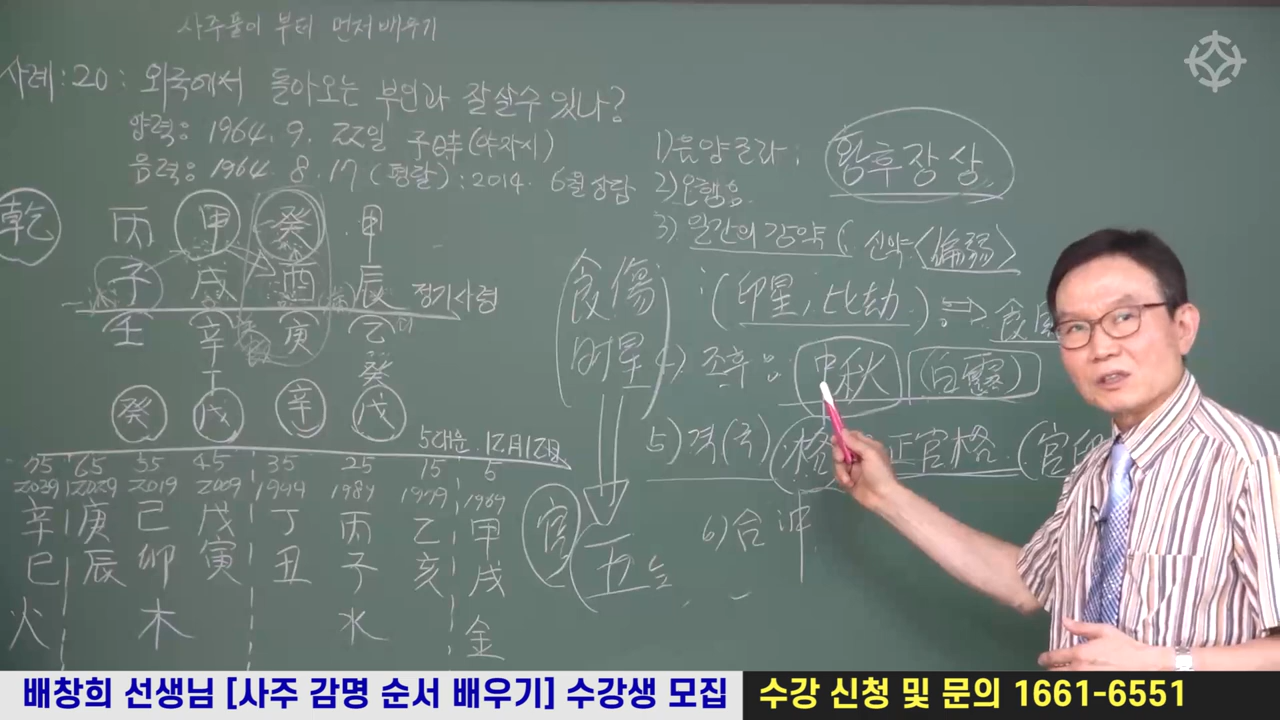 사주풀이 부터 먼저 배우기
사례:20: 외국에서 돌아오는 부인과 잘살수 있나?
양력: 1964. 9. 22일 子時(야자시)
음력: 1964. 8. 17 (평달): 2014. 6월 상담
乾 丙 甲 癸 甲
子 戌 酉 辰 정기사령
壬 辛 庚 乙
丁 癸
癸 戊 辛 戊
5대운. 12月12日
75 65 55 45 35 25 15 5
2039 2029 2019 2009 1999 1989 1979 1969
辛 庚 己 戊 丁 丙 乙 甲
巳 辰 卯 寅 丑 子 亥 戌
火 木 水 金
食傷
財星
官
五
1) 음양 : 황후장상
2) 오행
3) 일간의 강약 ( 신약 <偏弱>
(印星, 比劫) ⇒ 食
조후 : 中秋 (白露)
5) 격(국) 格 正官格 (官
6) 合 冲
배창희 선생님 [사주 감명 순서 배우기] 수강생 모집
수강 신청 및 문의 1661-6551